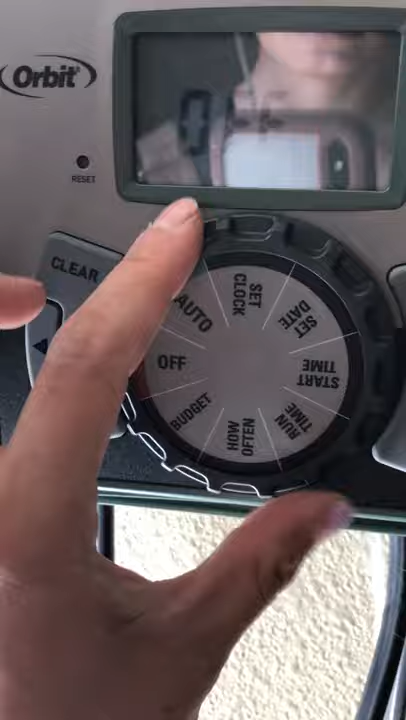 Orbit
RESET
CLEAR
AUTO
SET
CLOCK
SET
DATE
START
TIME
RUN
TIME
HOW
OFTEN
BUDGET
OFF